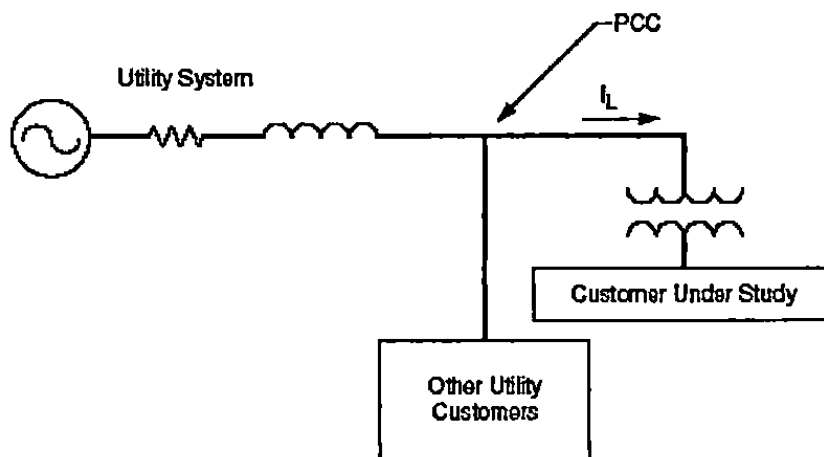 PCC
Utility System
I_L
Customer Under Study
Other Utility
Customers